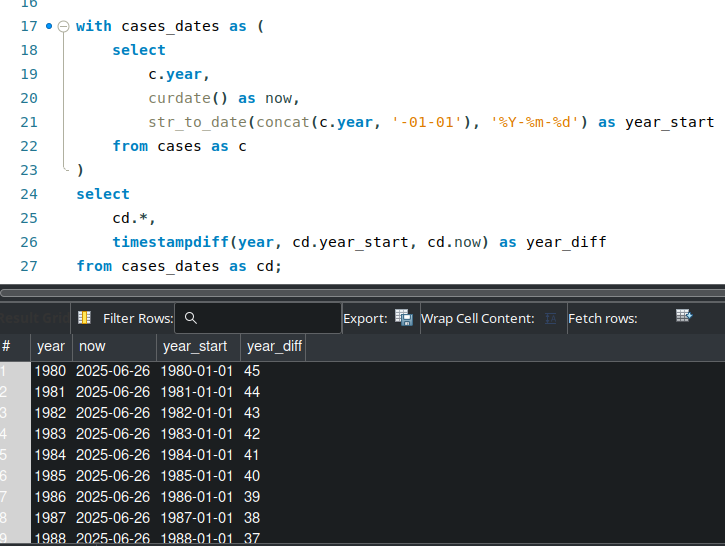 16
17 with cases_dates as (
18 select
19 c.year,
20 curdate() as now,
21 str_to_date(concat(c.year, '-01-01'), '%Y-%m-%d') as year_start
22 from cases as c
23 )
24 select
25 cd.*,
26 timestampdiff(year, cd.year_start, cd.now) as year_diff
27 from cases_dates as cd;
Result Grid Filter Rows: Export: Wrap Cell Content: Fetch rows:
# year now year_start year_diff
1 1980 2025-06-26 1980-01-01 45
2 1981 2025-06-26 1981-01-01 44
3 1982 2025-06-26 1982-01-01 43
4 1983 2025-06-26 1983-01-01 42
5 1984 2025-06-26 1984-01-01 41
6 1985 2025-06-26 1985-01-01 40
7 1986 2025-06-26 1986-01-01 39
8 1987 2025-06-26 1987-01-01 38
9 1988 2025-06-26 1988-01-01 37